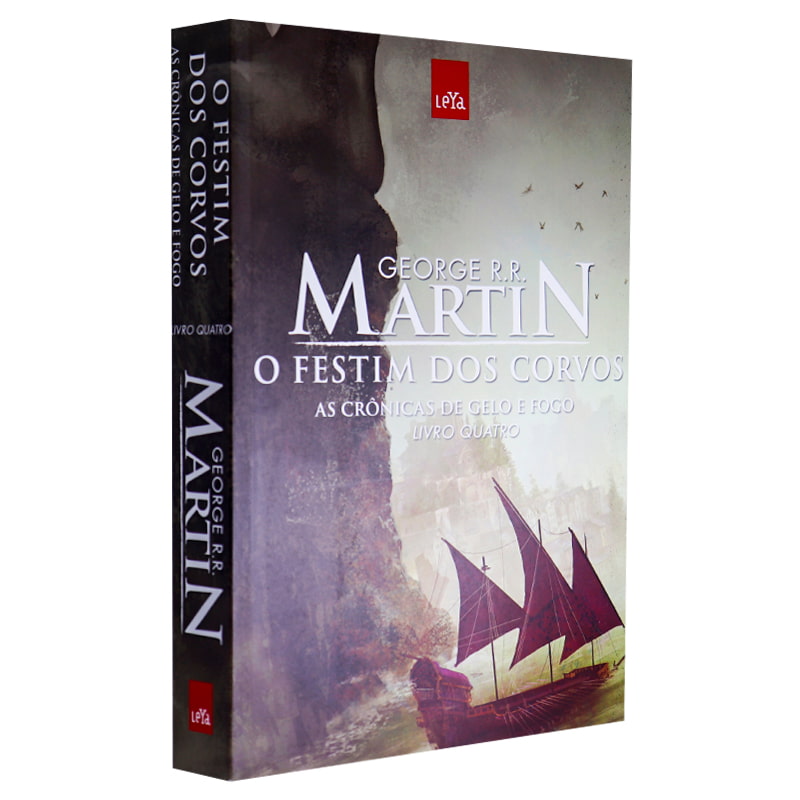 O FESTIM
DOS CORVOS
AS CRÔNICAS DE GELO E FOGO
LIVRO QUATRO
GEORGE R.R.
MARTIN
LeYa
LeYa
GEORGE R.R.
MARTIN
O FESTIM DOS CORVOS
AS CRÔNICAS DE GELO E FOGO
LIVRO QUATRO